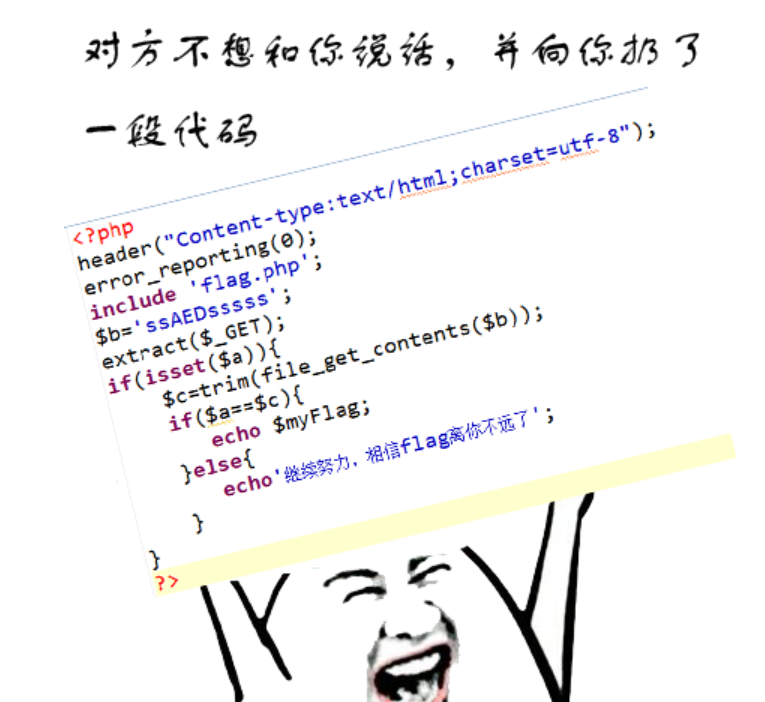 对方不想和你说话，并向你扔了
一段代码
<?php
header("Content-type:text/html;charset=utf-8");
error_reporting(0);
include 'flag.php';
$b='ssAEDsssss';
extract($_GET);
if(isset($a)){
$c=trim(file_get_contents($b));
if($a==$c){
echo $myFlag;
}else{
echo'继续努力，相信flag离你不远了';
}
}
?>